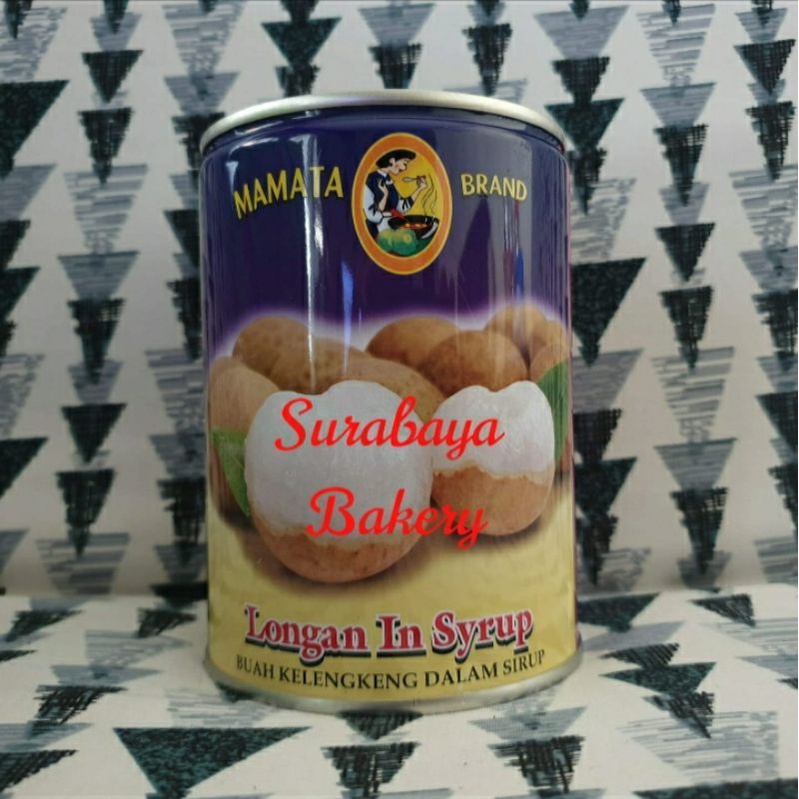 MAMATA BRAND
Surabaya
Bakery
Longan In Syrup
BUAH KELENGKENG DALAM SIRUP